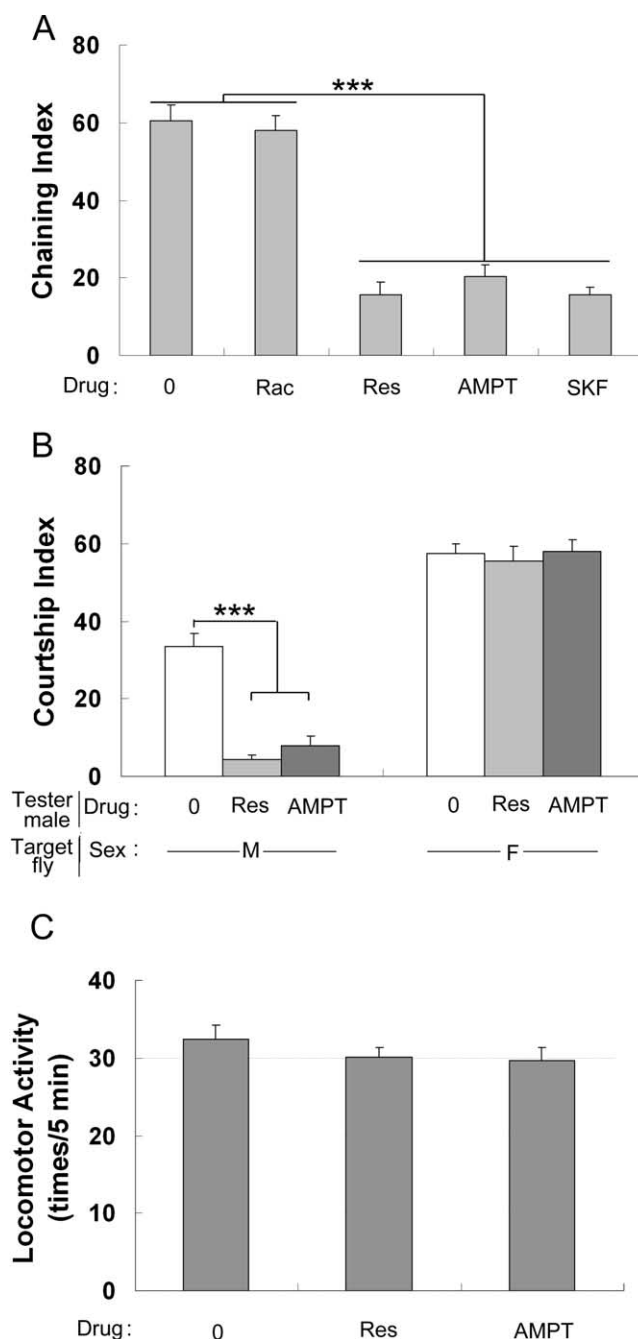 A
80
60
40
20
0
Chaining Index
***
Drug : 0 Rac Res AMPT SKF
B
80
60
40
20
0
Courtship Index
***
Tester male Drug : 0 Res AMPT 0 Res AMPT
Target fly Sex : M F
C
40
30
20
10
0
Locomotor Activity
(times/5 min)
Drug : 0 Res AMPT